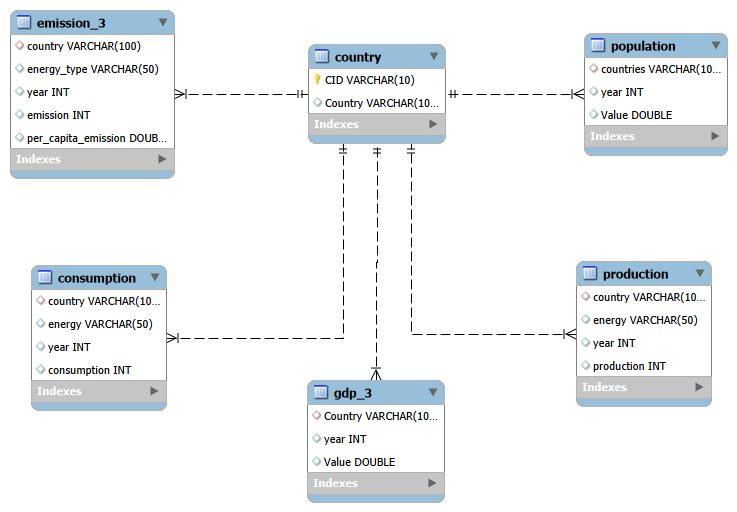 emission_3
country VARCHAR(100)
energy_type VARCHAR(50)
year INT
emission INT
per_capita_emission DOUB...
Indexes
country
CID VARCHAR(10)
Country VARCHAR(10...
Indexes
population
countries VARCHAR(10...
year INT
Value DOUBLE
Indexes
consumption
country VARCHAR(10...
energy VARCHAR(50)
year INT
consumption INT
Indexes
gdp_3
Country VARCHAR(10...
year INT
Value DOUBLE
Indexes
production
country VARCHAR(10...
energy VARCHAR(50)
year INT
production INT
Indexes